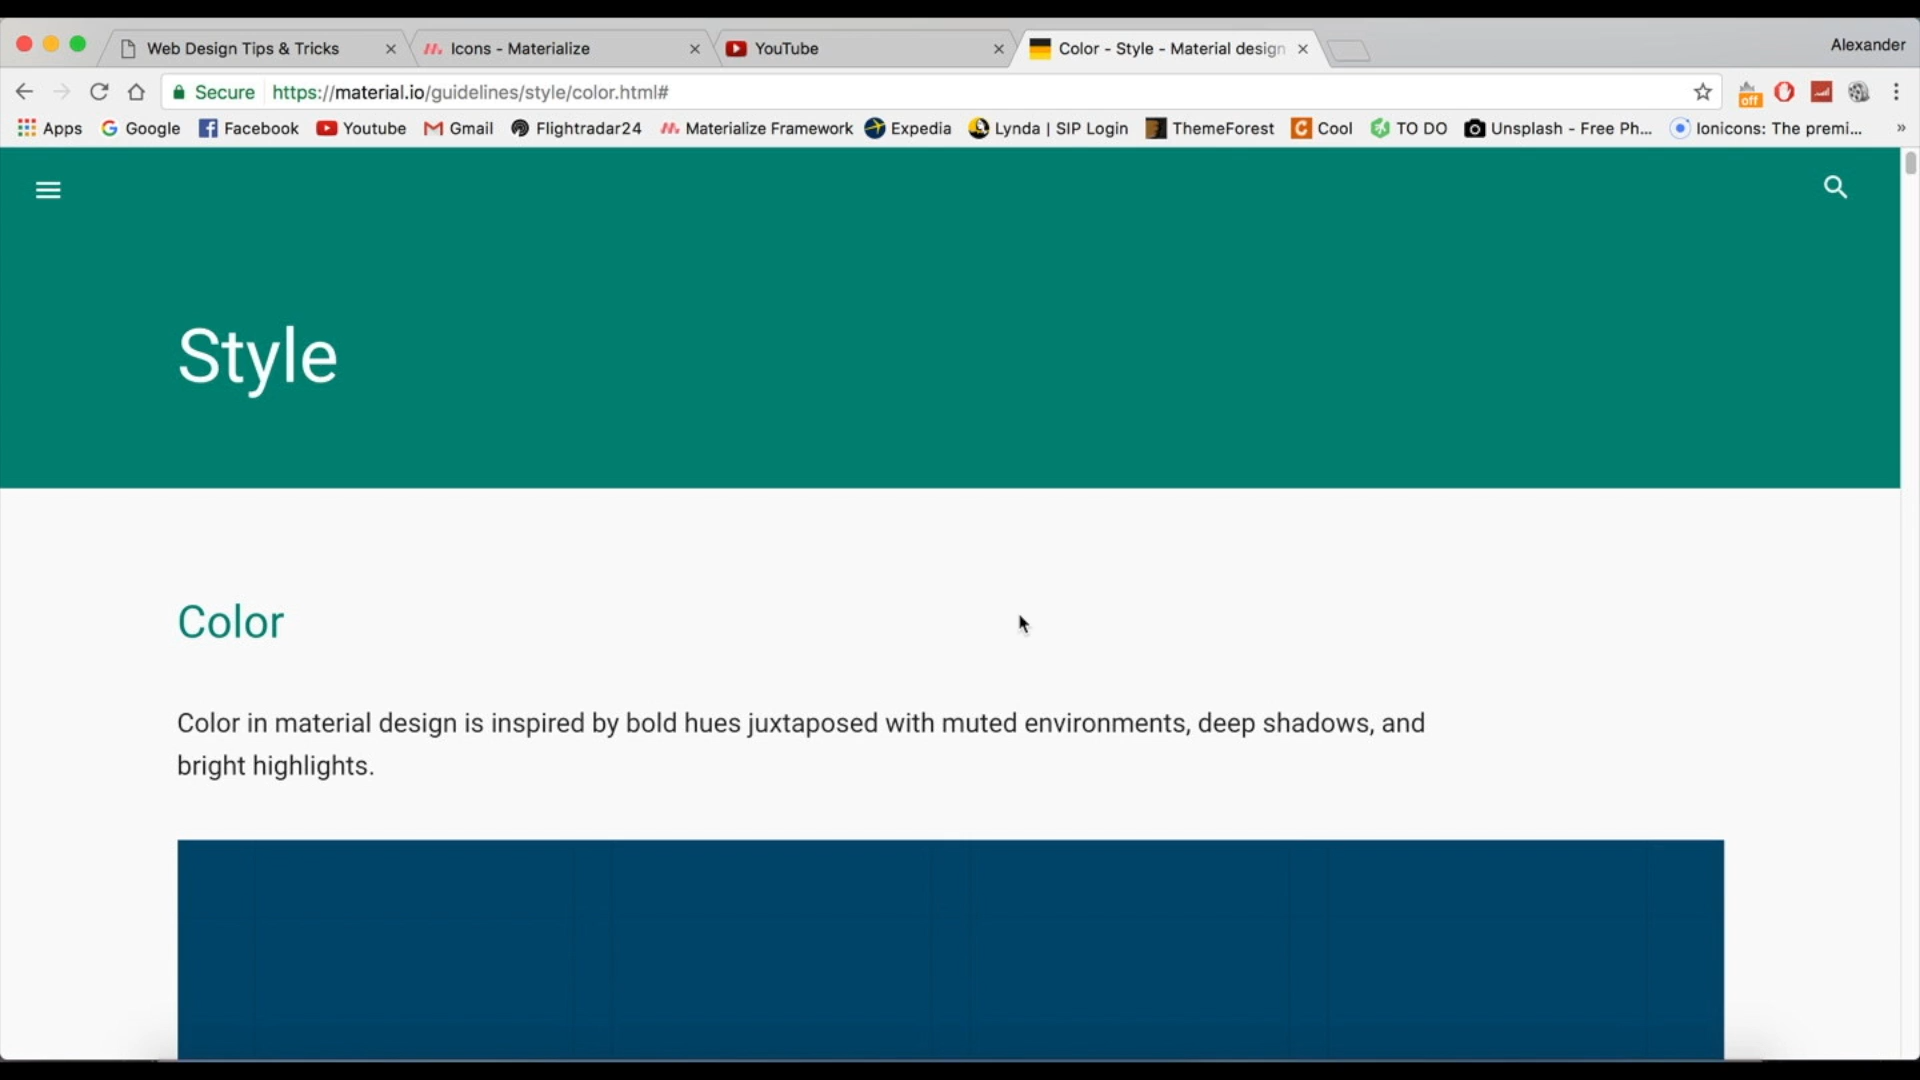 Web Design Tips & Tricks
Icons - Materialize
YouTube
Color - Style - Material design
Alexander
Secure https://material.io/guidelines/style/color.html#
off
Apps Google Facebook Youtube Gmail Flightradar24 Materialize Framework Expedia Lynda | SIP Login ThemeForest Cool TO DO Unsplash - Free Ph... Ionicons: The premi... »
Style
Color
Color in material design is inspired by bold hues juxtaposed with muted environments, deep shadows, and
bright highlights.